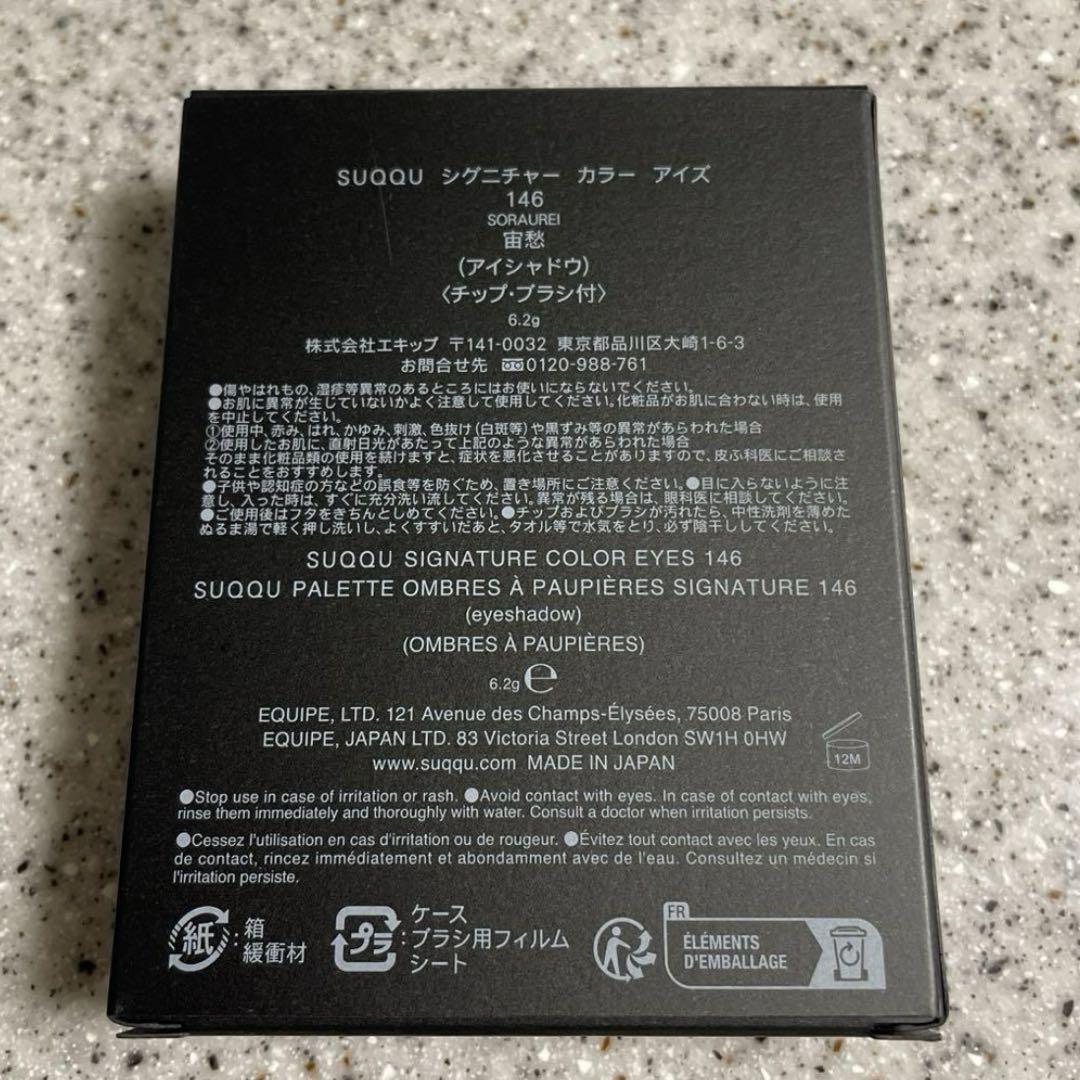 SUQQU シグニチャー カラー アイズ
146
SORAUREI
宙愁
(アイシャドウ)
〈チップ・ブラシ付〉
6.2g
株式会社エキップ 〒141-0032 東京都品川区大崎1-6-3
お問合せ先 0120-988-761
●傷やはれもの、湿疹等異常のあるところにはお使いにならないでください。
●お肌に異常が生じていないかよく注意して使用してください。化粧品がお肌に合わない時は、使用
を中止してください。
①使用中、赤み、はれ、かゆみ、刺激、色抜け(白斑等)や黒ずみ等の異常があらわれた場合
②使用したお肌に、直射日光があたって上記のような異常があらわれた場合
そのまま化粧品類の使用を続けますと、症状を悪化させることがありますので、皮ふ科医にご相談さ
れることをおすすめします。
●子供や認知症の方などの誤食等を防ぐため、置き場所にご注意ください。●目に入らないように注
意し、入った時は、すぐに充分洗い流してください。異常が残る場合は、眼科医に相談してください。
●ご使用後はフタをきちんとしめてください。●チップおよびブラシが汚れたら、中性洗剤を薄めた
ぬるま湯で軽く押し洗いし、よくすすいだあと、タオル等で水気をとり、必ず陰干ししてください。
SUQQU SIGNATURE COLOR EYES 146
SUQQU PALETTE OMBRES À PAUPIÈRES SIGNATURE 146
(eyeshadow)
(OMBRES À PAUPIÈRES)
6.2g ℮
EQUIPE, LTD. 121 Avenue des Champs-Élysées, 75008 Paris
EQUIPE, JAPAN LTD. 83 Victoria Street London SW1H 0HW
www.suqqu.com MADE IN JAPAN
12M
●Stop use in case of irritation or rash. ●Avoid contact with eyes. In case of contact with eyes,
rinse them immediately and thoroughly with water. Consult a doctor when irritation persists.
●Cessez l'utilisation en cas d'irritation ou de rougeur. ●Évitez tout contact avec les yeux. En cas
de contact, rincez immédiatement et abondamment avec de l'eau. Consultez un médecin si
l'irritation persiste.
紙:箱
緩衝材
プラ:ケース
ブラシ用フィルム
シート
FR
ÉLÉMENTS
D'EMBALLAGE